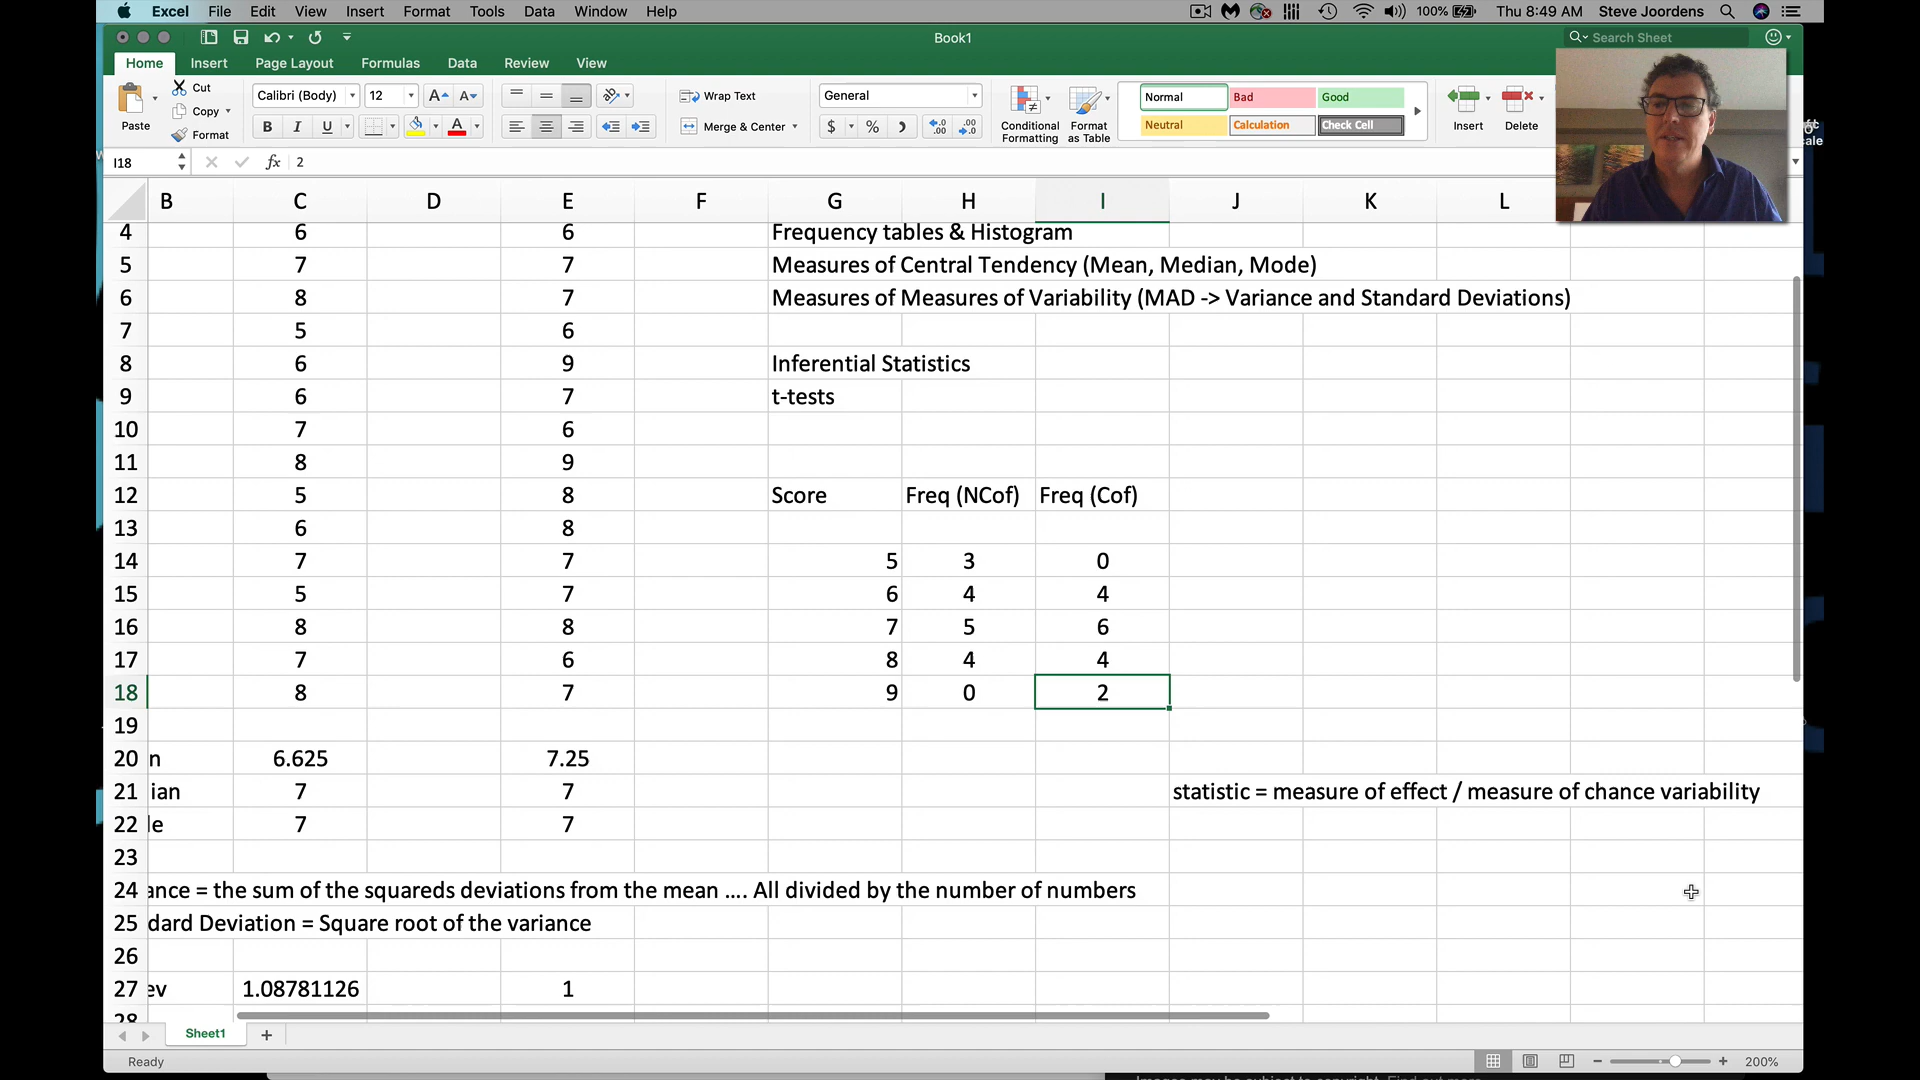 Excel File Edit View Insert Format Tools Data Window Help 100% Thu 8:49 AM Steve Joordens
Book1 Search Sheet
Home Insert Page Layout Formulas Data Review View
Paste Cut Copy Format
Calibri (Body) 12 A A
B I U A
Wrap Text
Merge & Center
General
$ % )
Conditional Formatting
Format as Table
Normal Bad Good
Neutral Calculation Check Cell
Insert Delete
I18 fx 2
B C D E F G H I J K L
4 6 6 Frequency tables & Histogram
5 7 7 Measures of Central Tendency (Mean, Median, Mode)
6 8 7 Measures of Measures of Variability (MAD -> Variance and Standard Deviations)
7 5 6
8 6 9 Inferential Statistics
9 6 7 t-tests
10 7 6
11 8 9
12 5 8 Score Freq (NCof) Freq (Cof)
13 6 8
14 7 7 5 3 0
15 5 7 6 4 4
16 8 8 7 5 6
17 7 6 8 4 4
18 8 7 9 0 2
19
20 n 6.625 7.25
21 ian 7 7 statistic = measure of effect / measure of chance variability
22 le 7 7
23
24 ance = the sum of the squareds deviations from the mean .... All divided by the number of numbers
25 dard Deviation = Square root of the variance
26
27 ev 1.08781126 1
28
Sheet1
Ready 200%